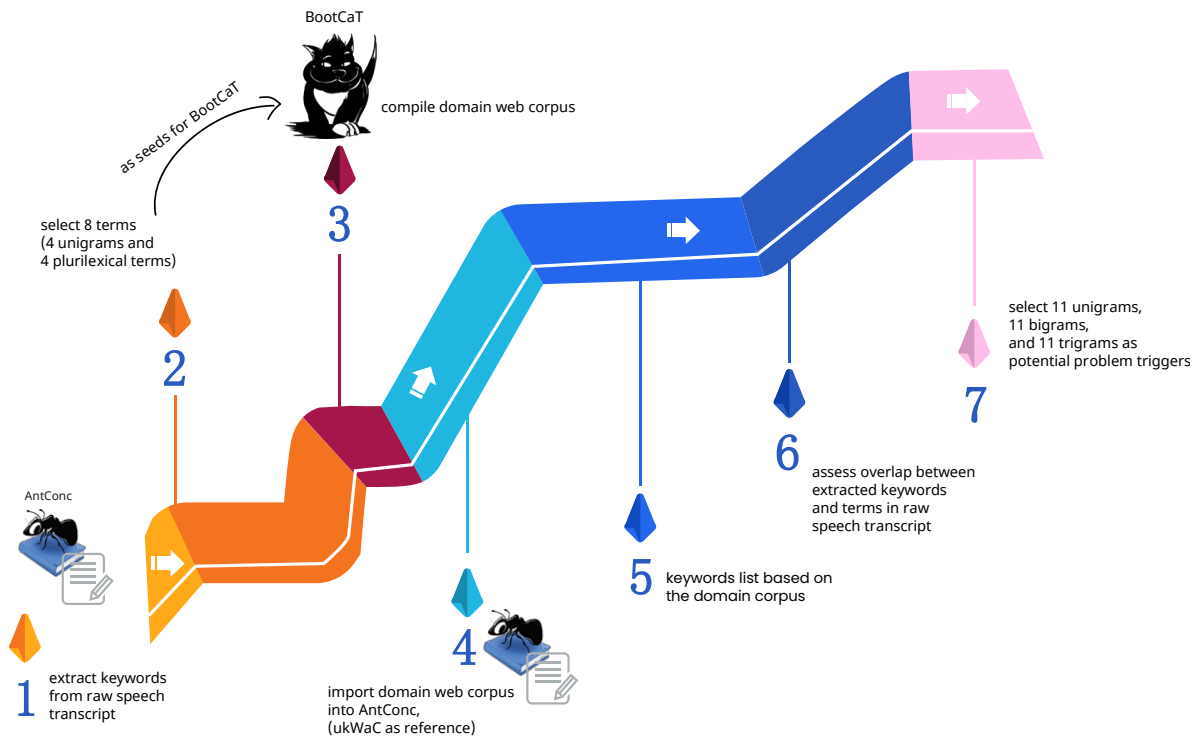 BootCaT
compile domain web corpus
as seeds for BootCaT
select 8 terms
(4 unigrams and
4 plurilexical terms)
3
2
AntConc
1
extract keywords
from raw speech
transcript
4
import domain web corpus
into AntConc,
(ukWaC as reference)
5
keywords list based on
the domain corpus
6
assess overlap between
extracted keywords
and terms in raw
speech transcript
select 11 unigrams,
11 bigrams,
and 11 trigrams as
potential problem triggers
7